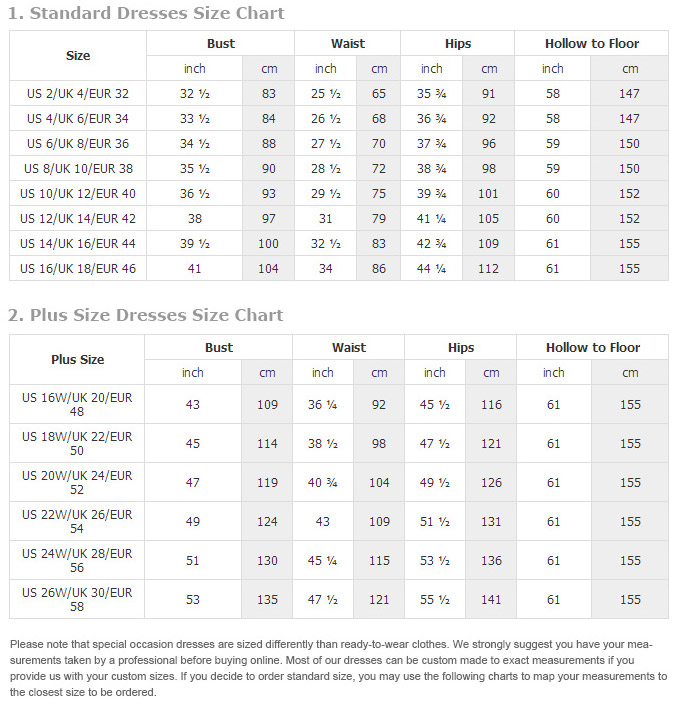 1. Standard Dresses Size Chart
Size Bust Waist Hips Hollow to Floor
inch cm inch cm inch cm inch cm
US 2/UK 4/EUR 32 32 ½ 83 25 ½ 65 35 ¾ 91 58 147
US 4/UK 6/EUR 34 33 ½ 84 26 ½ 68 36 ¾ 92 58 147
US 6/UK 8/EUR 36 34 ½ 88 27 ½ 70 37 ¾ 96 59 150
US 8/UK 10/EUR 38 35 ½ 90 28 ½ 72 38 ¾ 98 59 150
US 10/UK 12/EUR 40 36 ½ 93 29 ½ 75 39 ¾ 101 60 152
US 12/UK 14/EUR 42 38 97 31 79 41 ¼ 105 60 152
US 14/UK 16/EUR 44 39 ½ 100 32 ½ 83 42 ¾ 109 61 155
US 16/UK 18/EUR 46 41 104 34 86 44 ¼ 112 61 155
2. Plus Size Dresses Size Chart
Plus Size Bust Waist Hips Hollow to Floor
inch cm inch cm inch cm inch cm
US 16W/UK 20/EUR
48 43 109 36 ¼ 92 45 ½ 116 61 155
US 18W/UK 22/EUR
50 45 114 38 ½ 98 47 ½ 121 61 155
US 20W/UK 24/EUR
52 47 119 40 ¾ 104 49 ½ 126 61 155
US 22W/UK 26/EUR
54 49 124 43 109 51 ½ 131 61 155
US 24W/UK 28/EUR
56 51 130 45 ¼ 115 53 ½ 136 61 155
US 26W/UK 30/EUR
58 53 135 47 ½ 121 55 ½ 141 61 155
Please note that special occasion dresses are sized differently than ready-to-wear clothes. We strongly suggest you have your mea-
surements taken by a professional before buying online. Most of our dresses can be custom made to exact measurements if you
provide us with your custom sizes. If you decide to order standard size, you may use the following charts to map your measurements to
the closest size to be ordered.